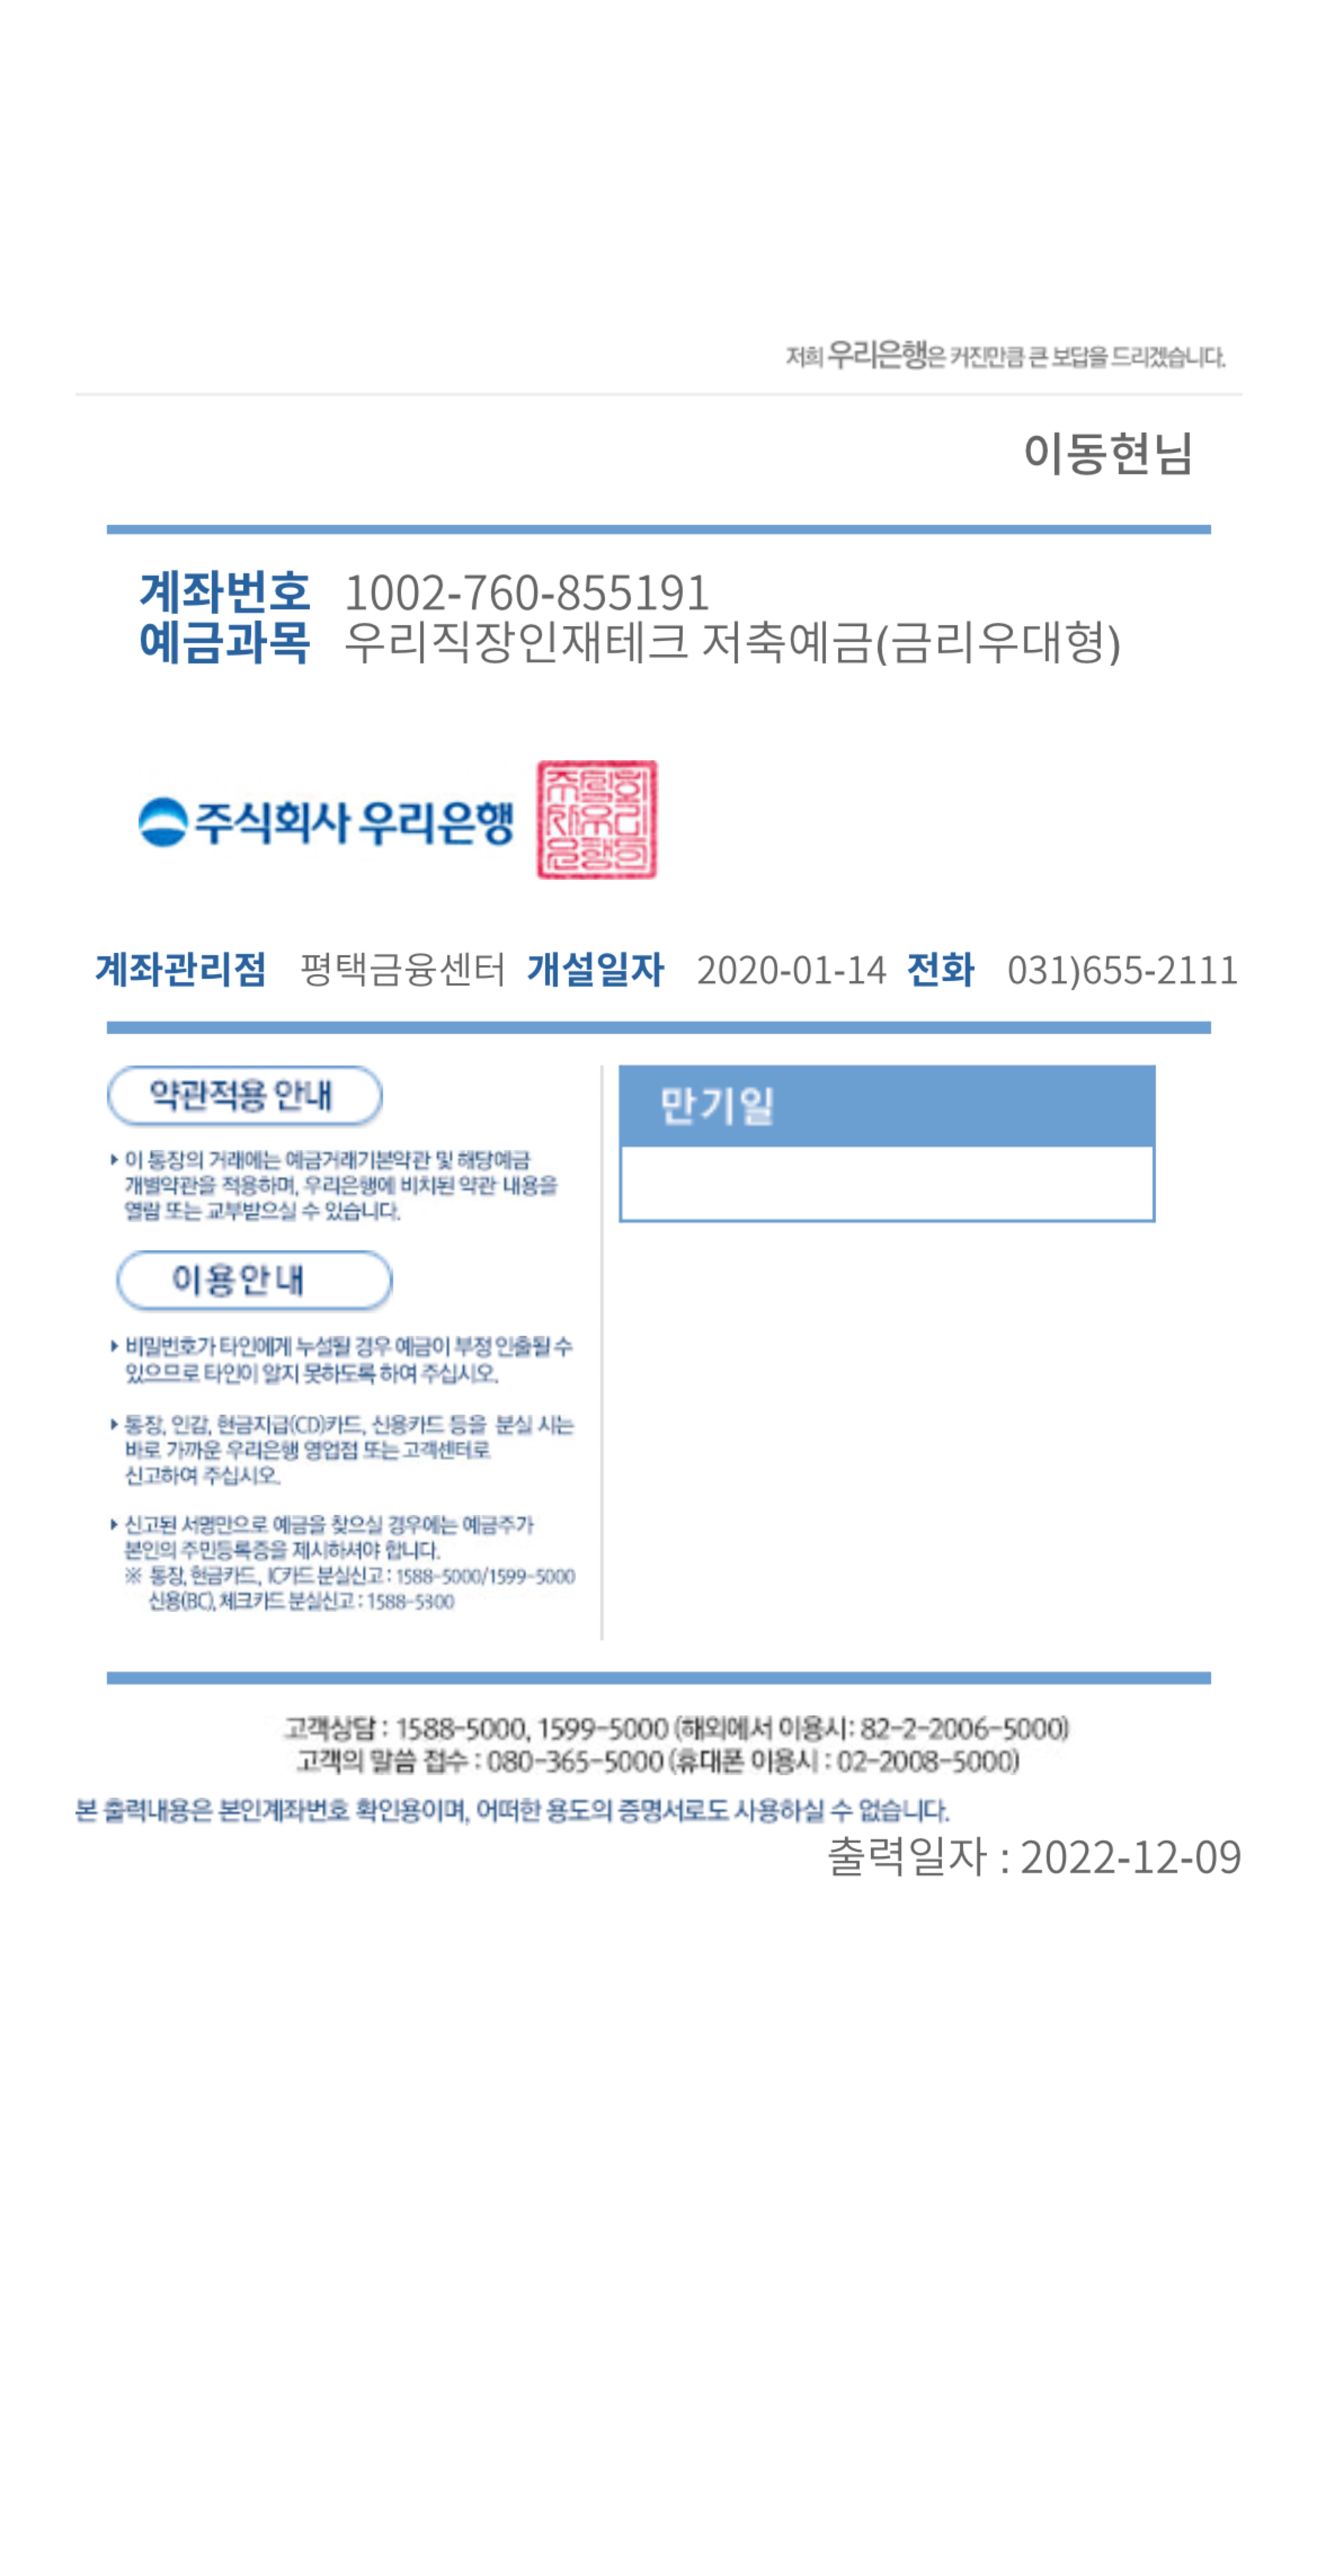 저희 우리은행은 커진만큼 큰 보답을 드리겠습니다.
이동현님
계좌번호 1002-760-855191
예금과목 우리직장인재테크 저축예금(금리우대형)
주식회사 우리은행
계좌관리점 평택금융센터 개설일자 2020-01-14 전화 031)655-2111
약관적용 안내
▸ 이 통장의 거래에는 예금거래기본약관 및 해당예금
개별약관을 적용하며, 우리은행에 비치된 약관 내용을
열람 또는 교부받으실 수 있습니다.
이용안내
▸ 비밀번호가 타인에게 누설될 경우 예금이 부정 인출될 수
있으므로 타인이 알지 못하도록 하여 주십시오.
▸ 통장, 인감, 현금지급(CD)카드, 신용카드 등을 분실 시는
바로 가까운 우리은행 영업점 또는 고객센터로
신고하여 주십시오.
▸ 신고된 서명만으로 예금을 찾으실 경우에는 예금주가
본인의 주민등록증을 제시하셔야 합니다.
※ 통장, 현금카드, IC카드 분실신고 : 1588-5000/1599-5000
신용(BC), 체크카드 분실신고 : 1588-5300
만기일
고객상담 : 1588-5000, 1599-5000 (해외에서 이용시: 82-2-2006-5000)
고객의 말씀 접수 : 080-365-5000 (휴대폰 이용시 : 02-2008-5000)
본 출력내용은 본인계좌번호 확인용이며, 어떠한 용도의 증명서로도 사용하실 수 없습니다.
출력일자 : 2022-12-09